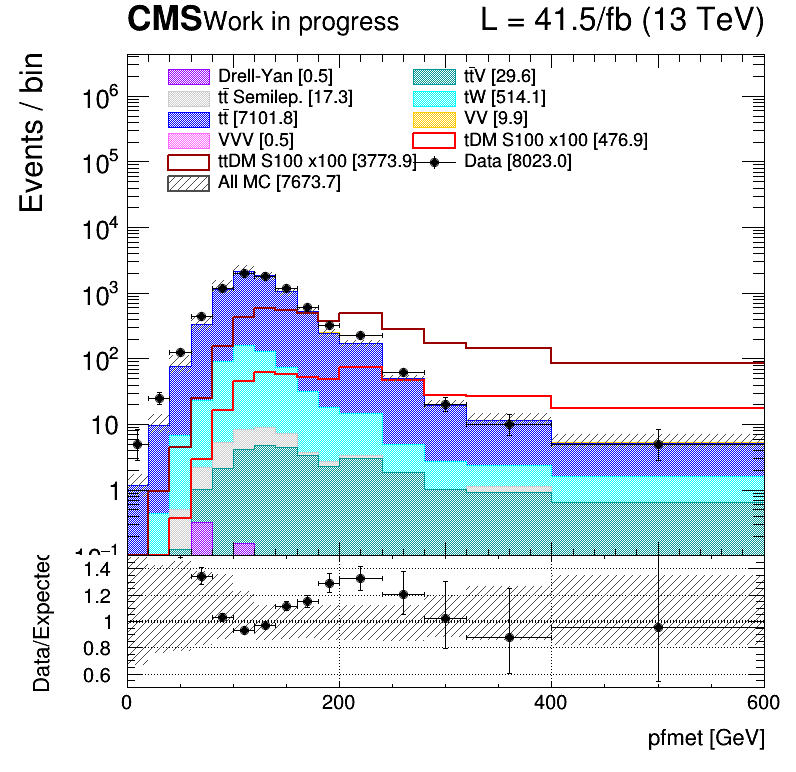 CMS Work in progress L = 41.5/fb (13 TeV)
Events / bin
Drell-Yan [0.5] tt̄V [29.6]
tt̄ Semilep. [17.3] tW [514.1]
tt̄ [7101.8] VV [9.9]
VVV [0.5] tDM S100 x100 [476.9]
ttDM S100 x100 [3773.9] Data [8023.0]
All MC [7673.7]
10⁶
10⁵
10⁴
10³
10²
10
1
10⁻¹
Data/Expected
1.4
1.2
1
0.8
0.6
0 200 400 600
pfmet [GeV]